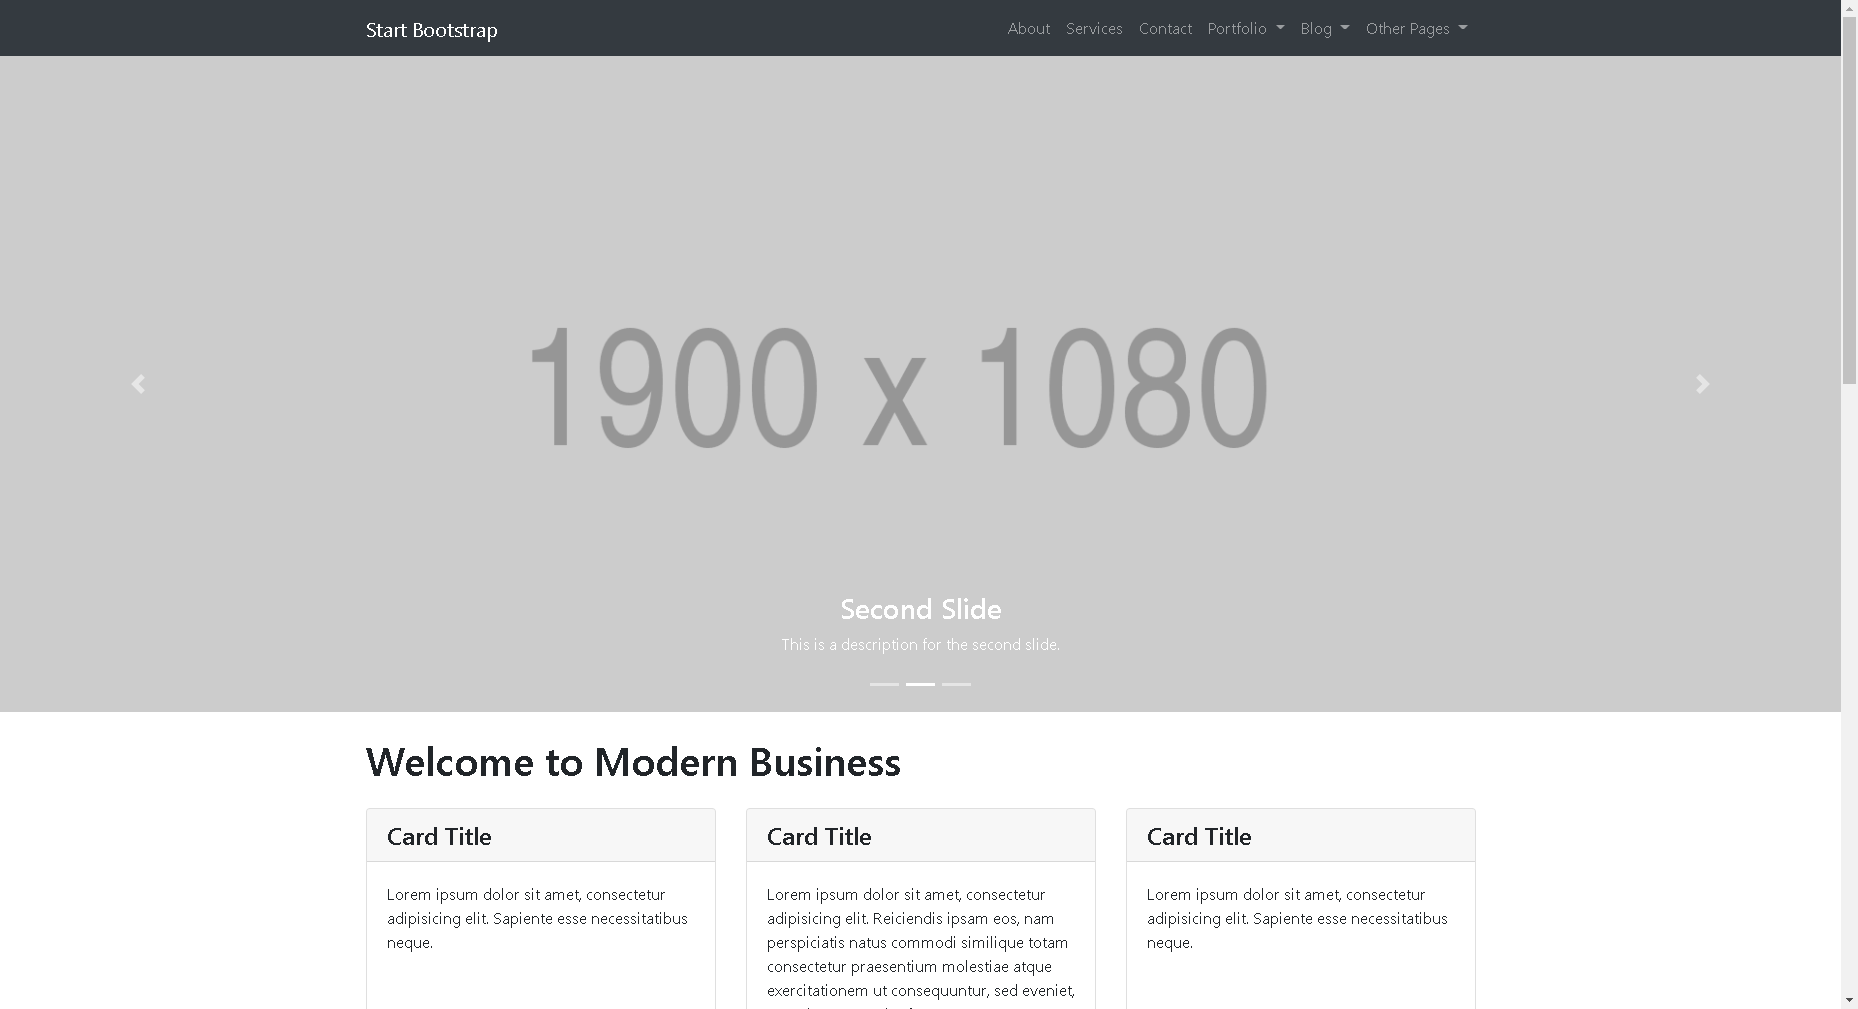 Start Bootstrap
About Services Contact Portfolio Blog Other Pages
1900 x 1080
Second Slide
This is a description for the second slide.
Welcome to Modern Business
Card Title
Lorem ipsum dolor sit amet, consectetur
adipisicing elit. Sapiente esse necessitatibus
neque.
Card Title
Lorem ipsum dolor sit amet, consectetur
adipisicing elit. Reiciendis ipsam eos, nam
perspiciatis natus commodi similique totam
consectetur praesentium molestiae atque
exercitationem ut consequuntur, sed eveniet,
Card Title
Lorem ipsum dolor sit amet, consectetur
adipisicing elit. Sapiente esse necessitatibus
neque.